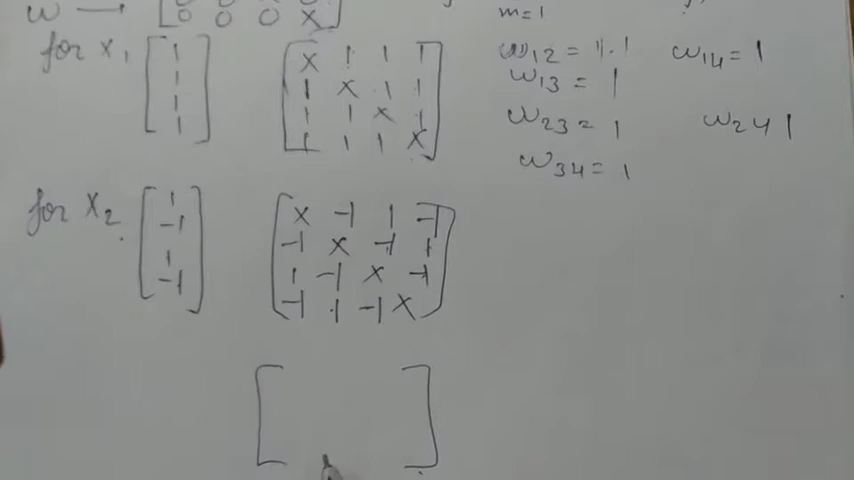 w → [0 0 0 x]
m=1
for x₁ [1 1 1 1] [x 1 1 1
1 x 1 1
1 1 x 1
1 1 1 x]
w₁₂ = 1·1 w₁₄ = 1
w₁₃ = 1
w₂₃ = 1 w₂₄ 1
w₃₄ = 1
for x₂ [1 -1 1 -1] [x -1 1 -1
-1 x -1 1
1 -1 x -1
-1 1 -1 x]